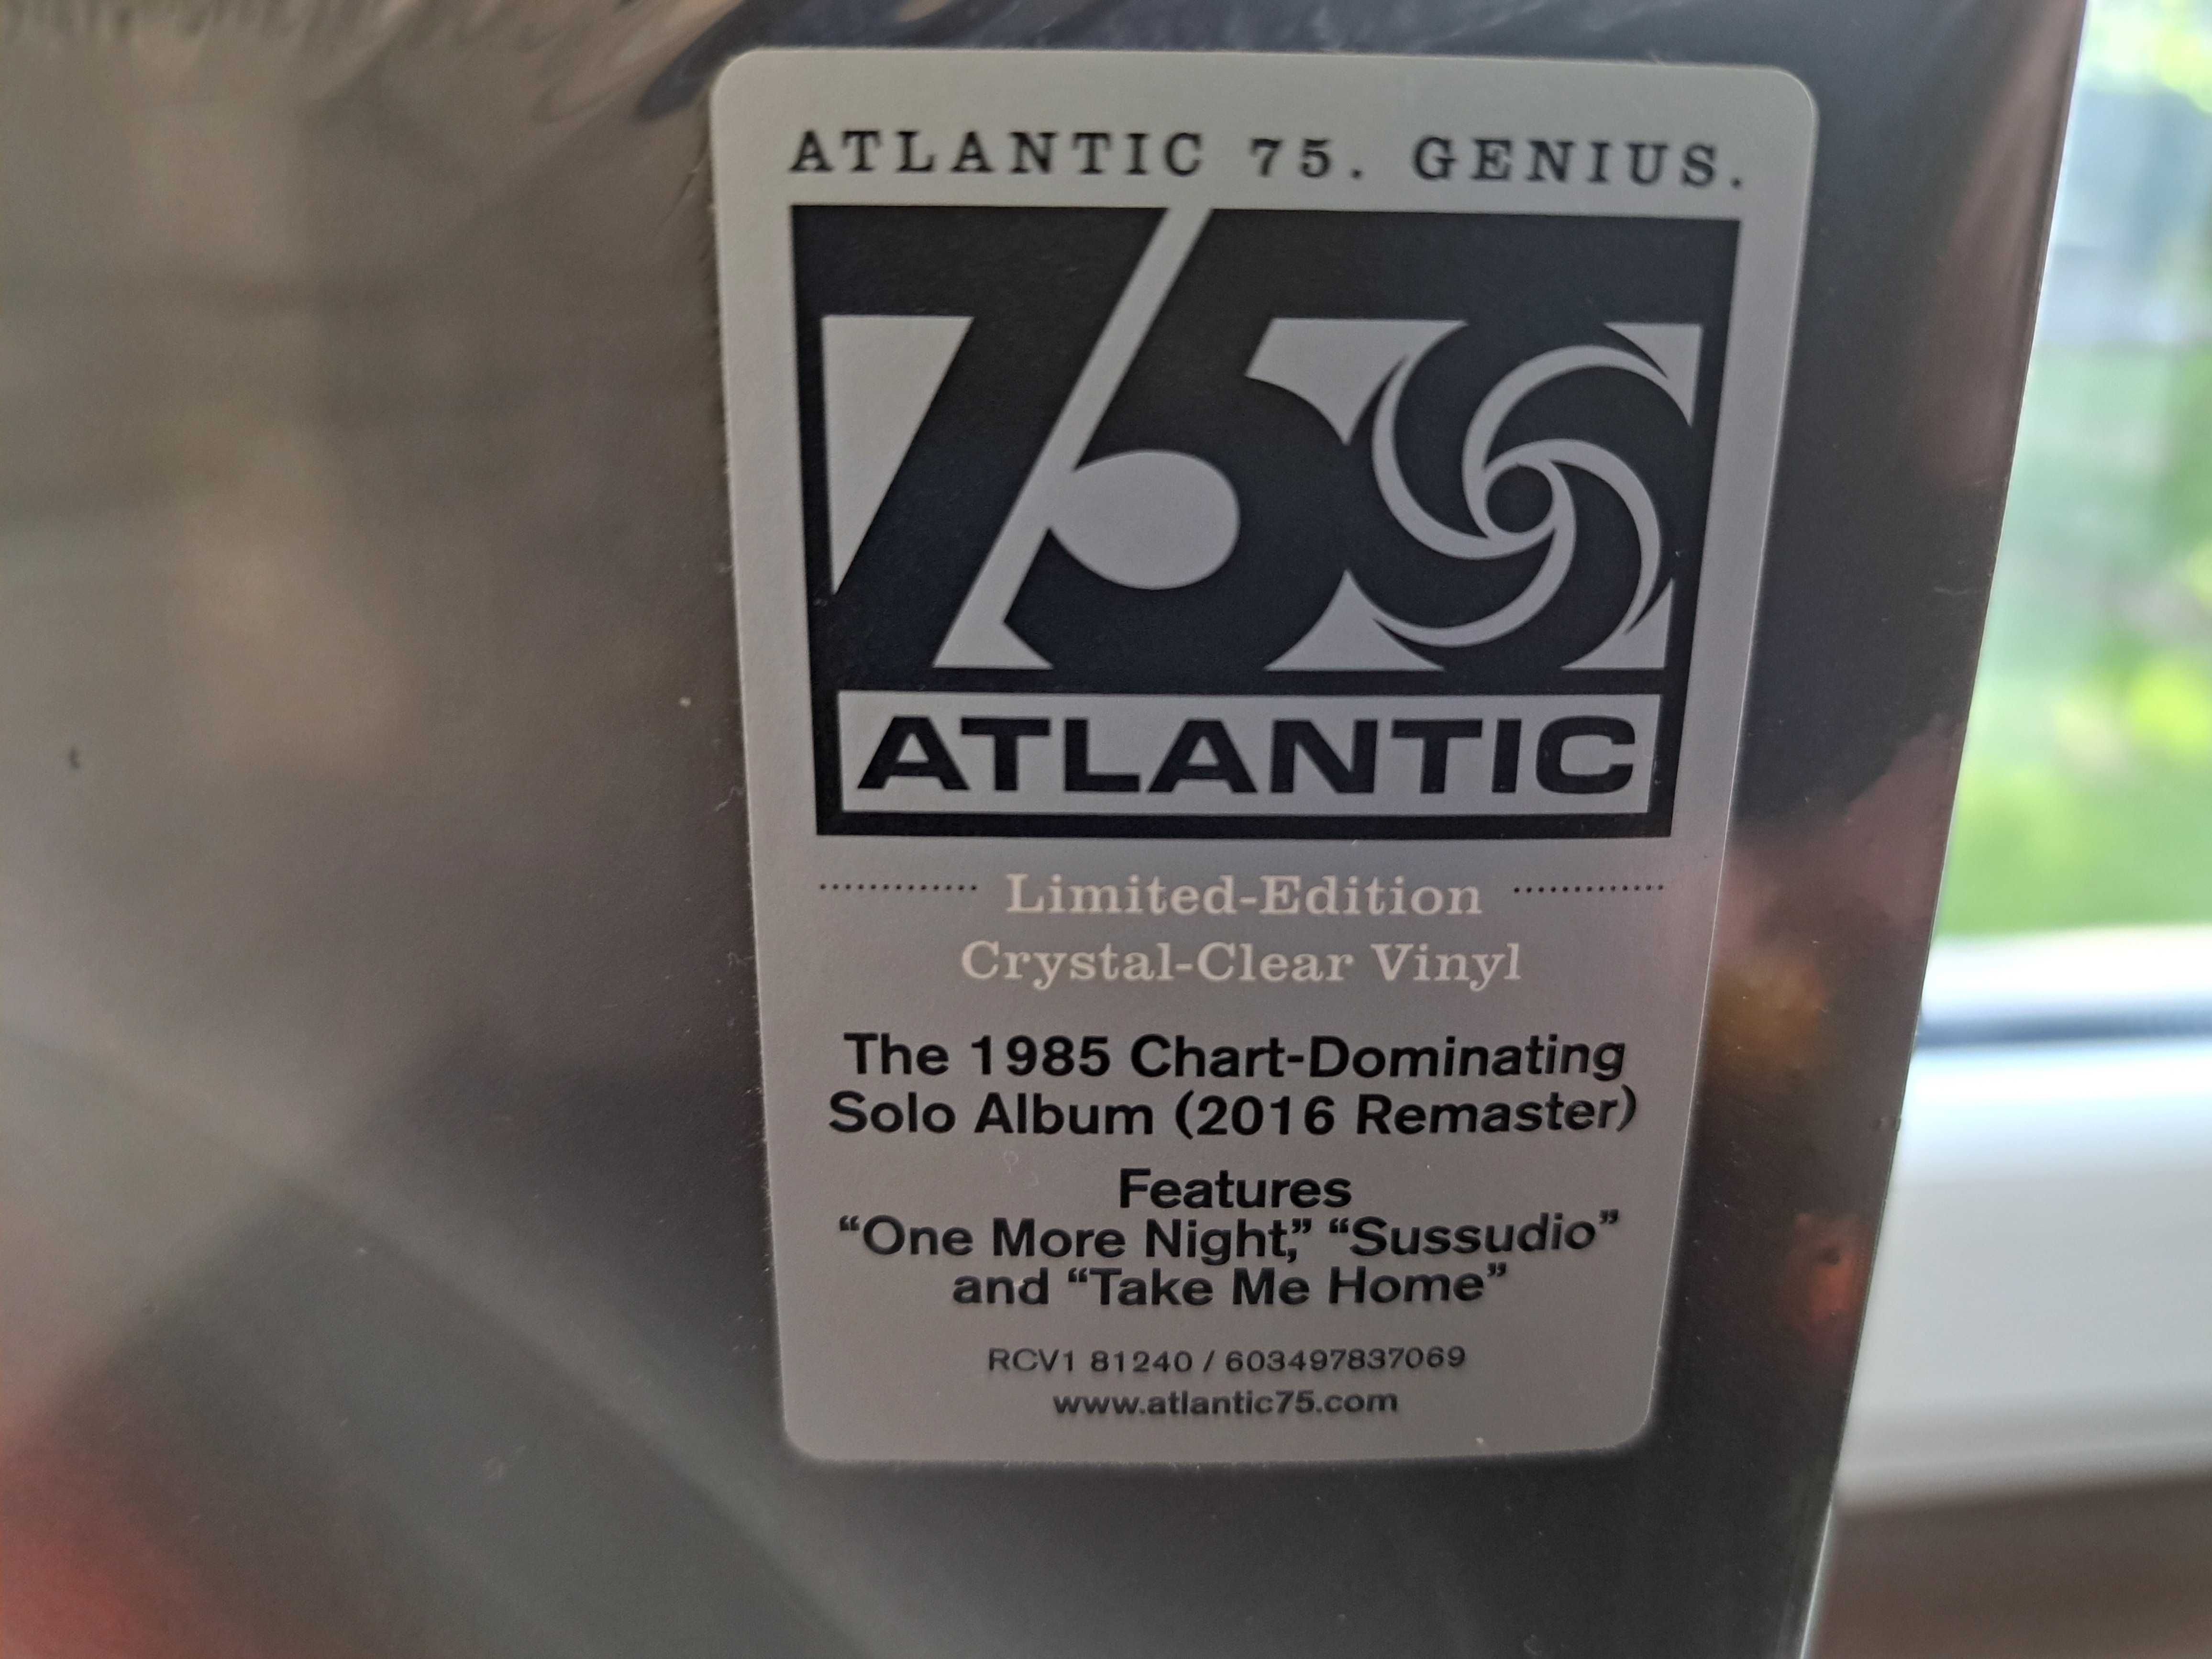 ATLANTIC 75. GENIUS.
75
ATLANTIC
Limited-Edition
Crystal-Clear Vinyl
The 1985 Chart-Dominating
Solo Album (2016 Remaster)
Features
“One More Night,” “Sussudio”
and “Take Me Home”
RCV1 81240 / 603497837069
www.atlantic75.com